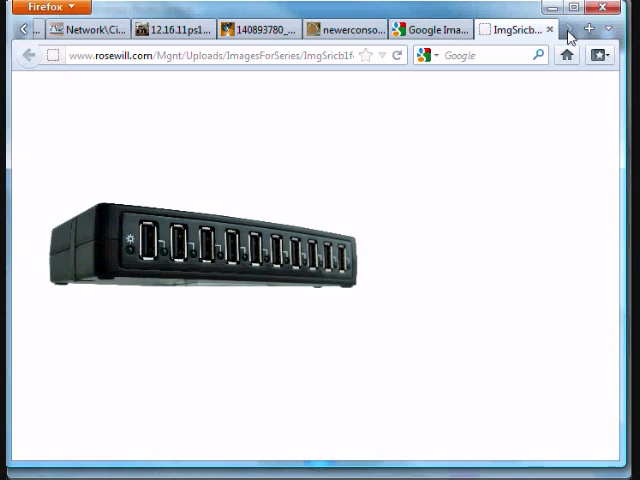 Firefox
... Network\Ci... 12.16.11ps1 140893780_... newerconso... Google Ima... ImgSricb...
www.rosewill.com/Mgnt/Uploads/ImagesForSeries/ImgSricb1f Google